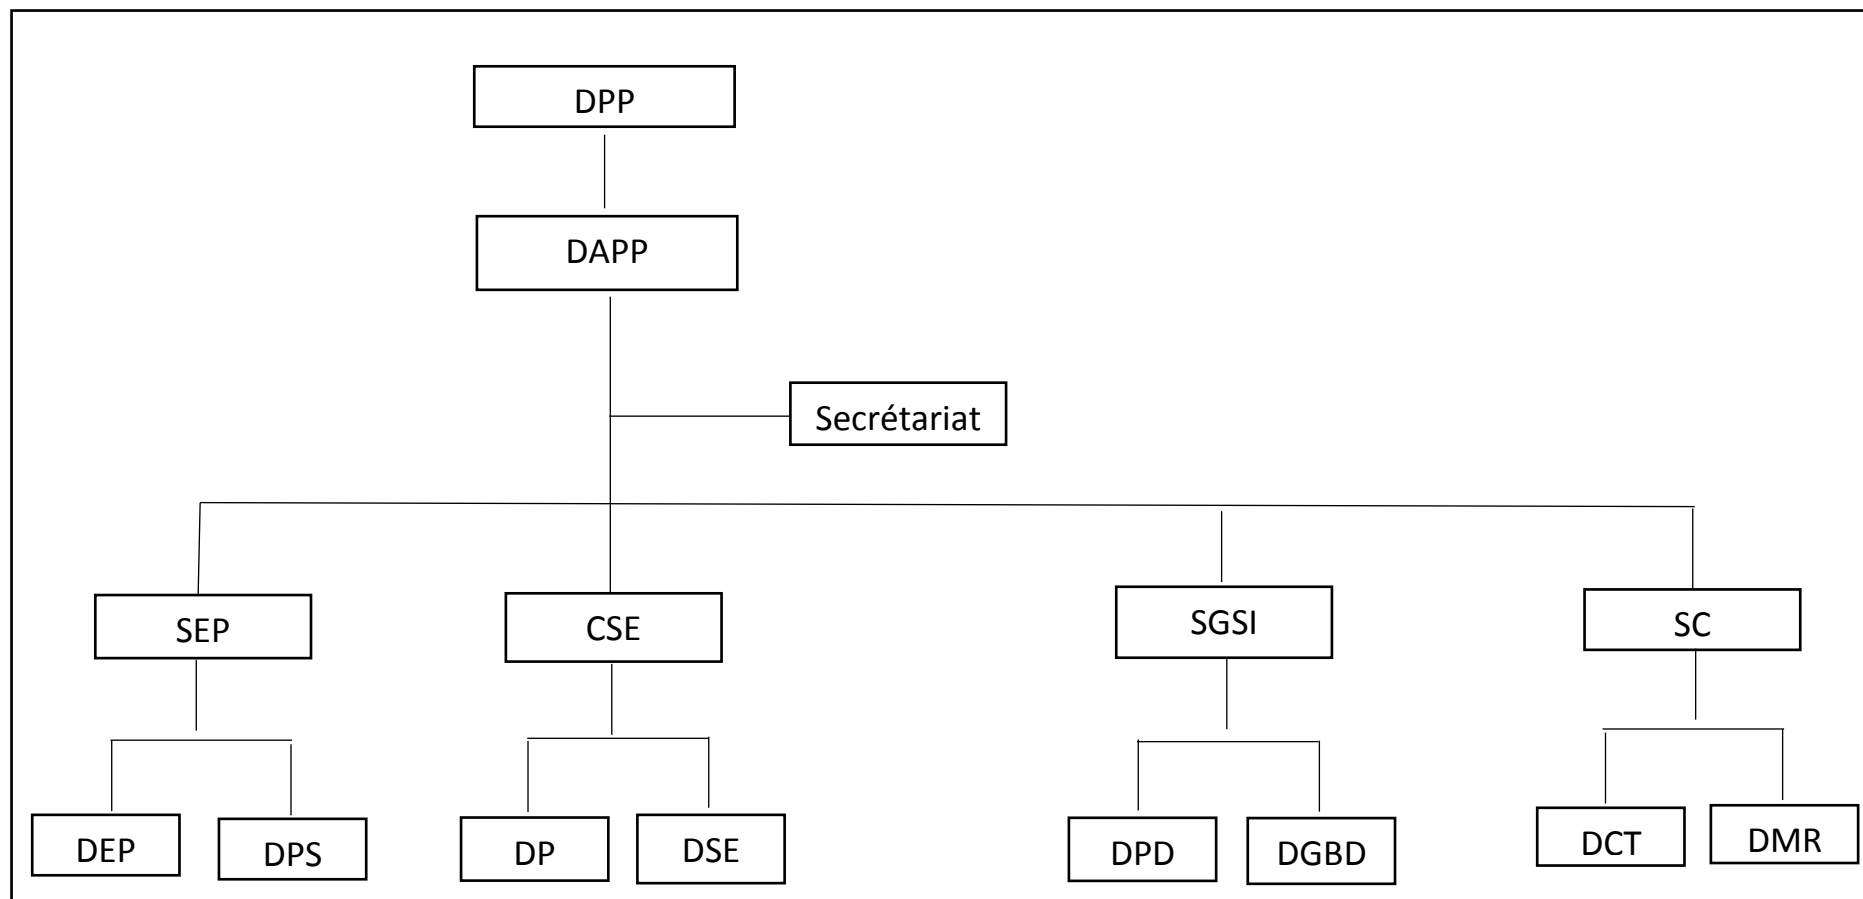 DPP
DAPP
Secrétariat
SEP
CSE
SGSI
SC
DEP
DPS
DP
DSE
DPD
DGBD
DCT
DMR